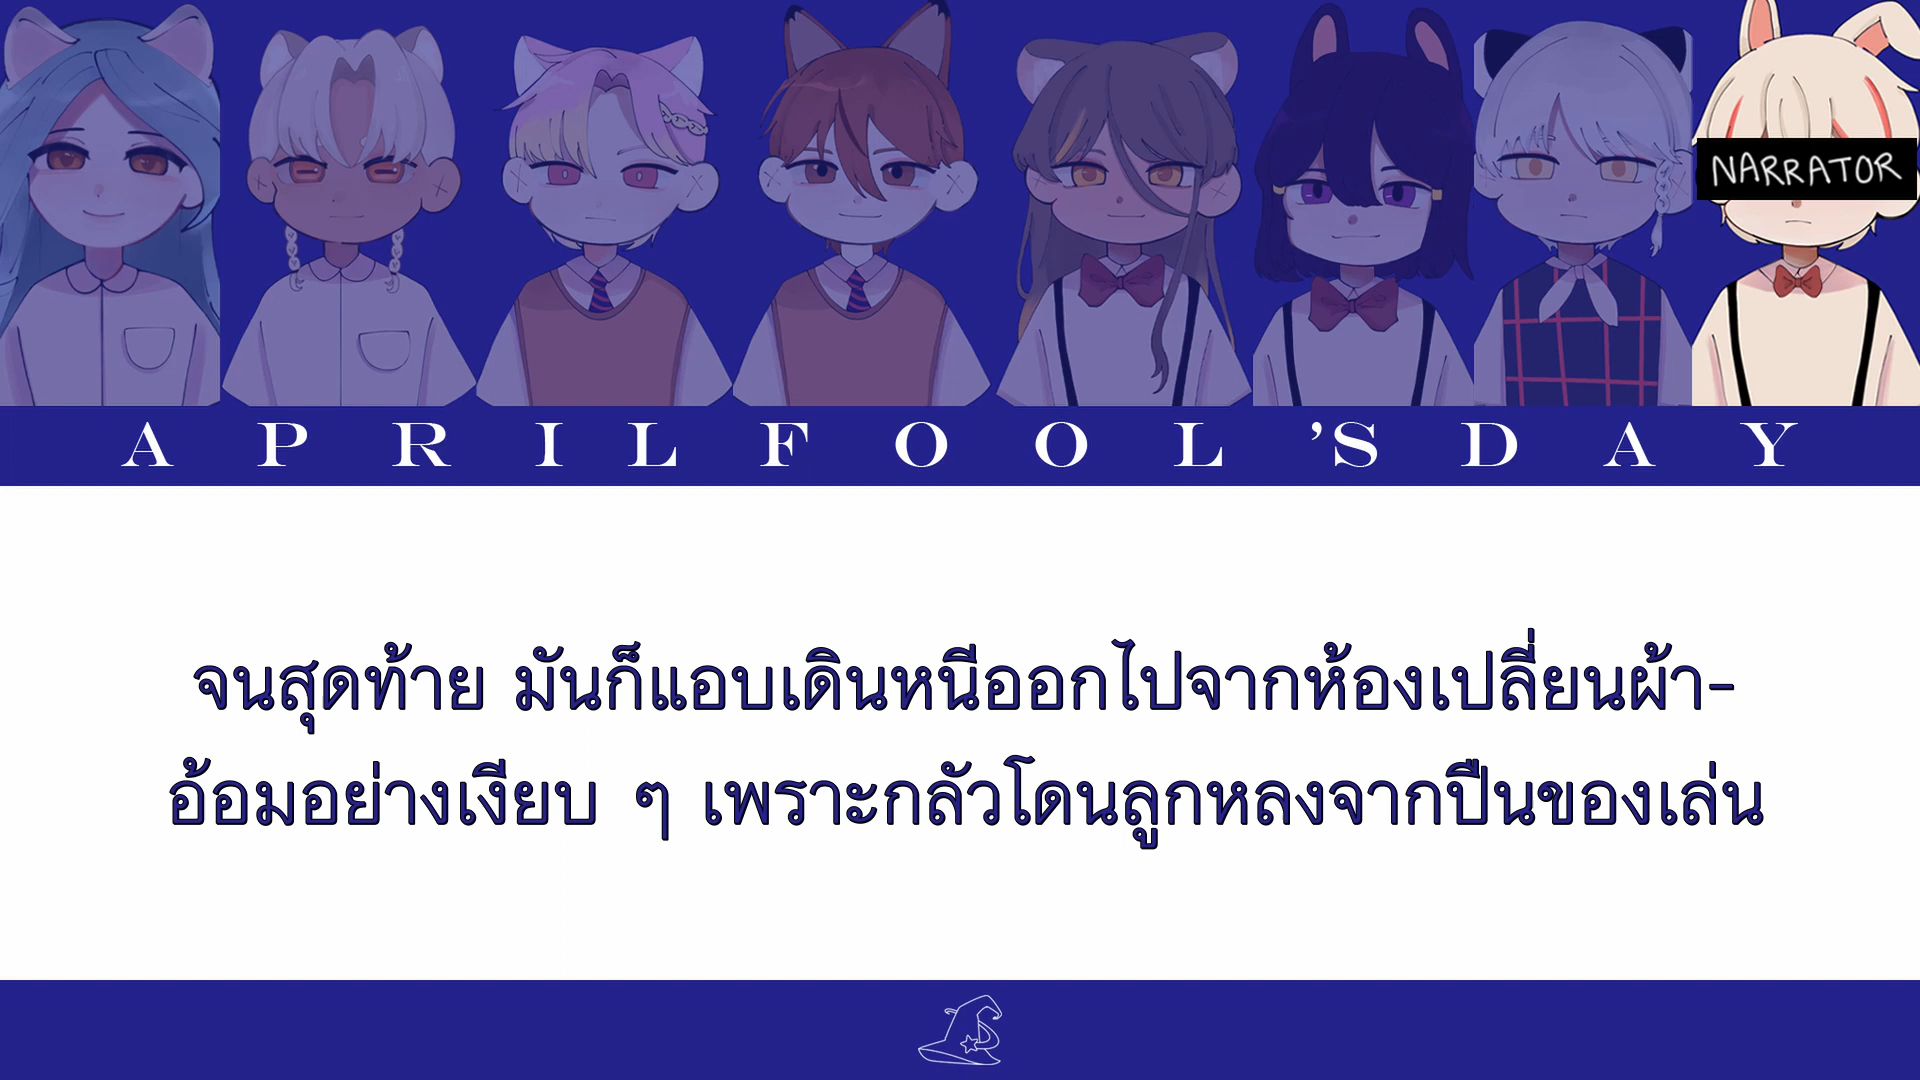 NARRATOR
APRIL FOOL'S DAY
จนสุดท้าย มันก็แอบเดินหนีออกไปจากห้องเปลี่ยนผ้า-
อ้อมอย่างเงียบ ๆ เพราะกลัวโดนลูกหลงจากปืนของเล่น